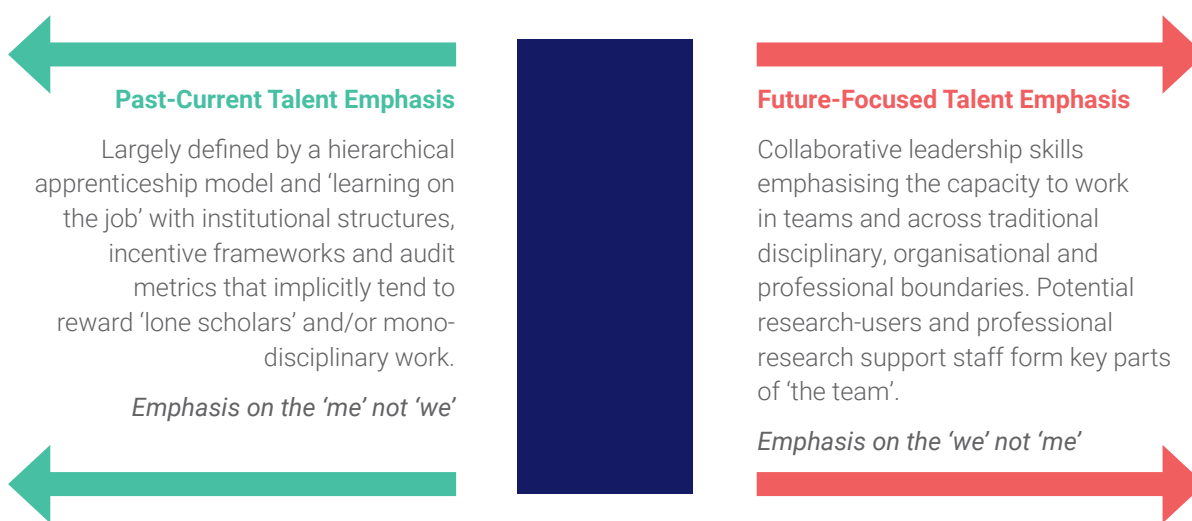 Past-Current Talent Emphasis
Largely defined by a hierarchical
apprenticeship model and ‘learning on
the job’ with institutional structures,
incentive frameworks and audit
metrics that implicitly tend to
reward ‘lone scholars’ and/or mono-
disciplinary work.
Emphasis on the ‘me’ not ‘we’
Future-Focused Talent Emphasis
Collaborative leadership skills
emphasising the capacity to work
in teams and across traditional
disciplinary, organisational and
professional boundaries. Potential
research-users and professional
research support staff form key parts
of ‘the team’.
Emphasis on the ‘we’ not ‘me’